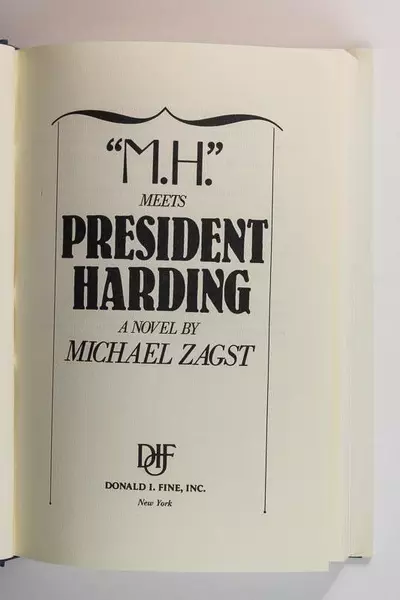 "M.H."
MEETS
PRESIDENT
HARDING
A NOVEL BY
MICHAEL ZAGST
DIF
DONALD I. FINE, INC.
New York